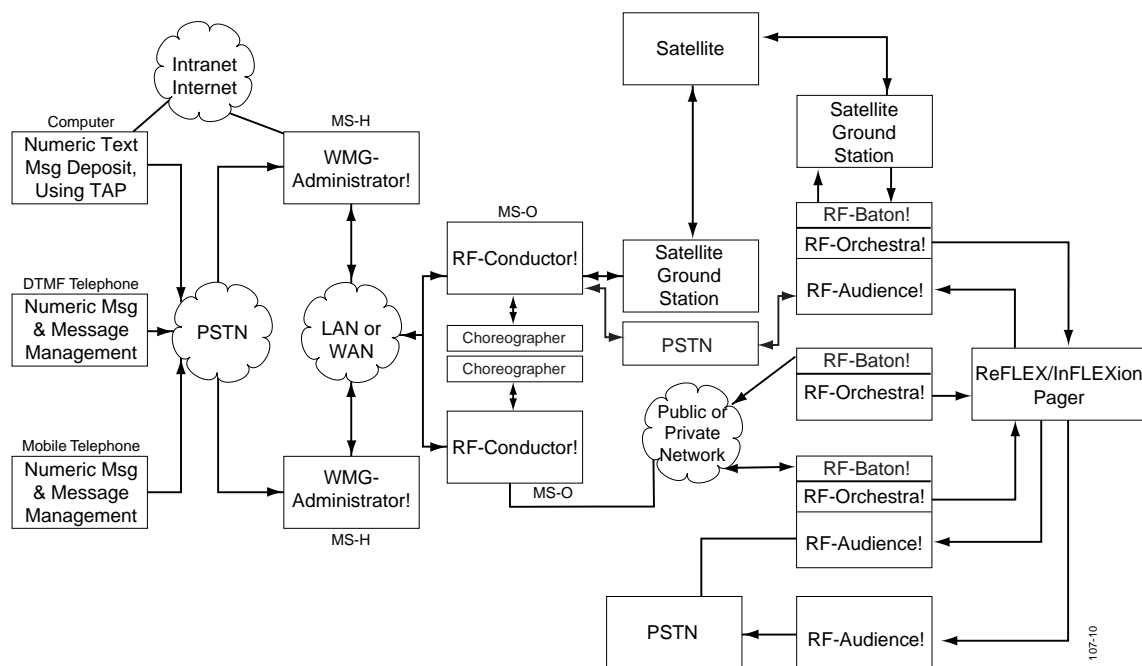 Intranet
Internet
Computer
Numeric Text
Msg Deposit,
Using TAP
DTMF Telephone
Numeric Msg
& Message
Management
Mobile Telephone
Numeric Msg
& Message
Management
PSTN
MS-H
WMG-
Administrator!
LAN or
WAN
WMG-
Administrator!
MS-H
MS-O
RF-Conductor!
Choreographer
Choreographer
RF-Conductor!
MS-O
Satellite
Satellite
Ground
Station
PSTN
Public or
Private
Network
Satellite
Ground
Station
RF-Baton!
RF-Orchestra!
RF-Audience!
RF-Baton!
RF-Orchestra!
RF-Baton!
RF-Orchestra!
RF-Audience!
PSTN
RF-Audience!
ReFLEX/InFLEXion
Pager
107-10